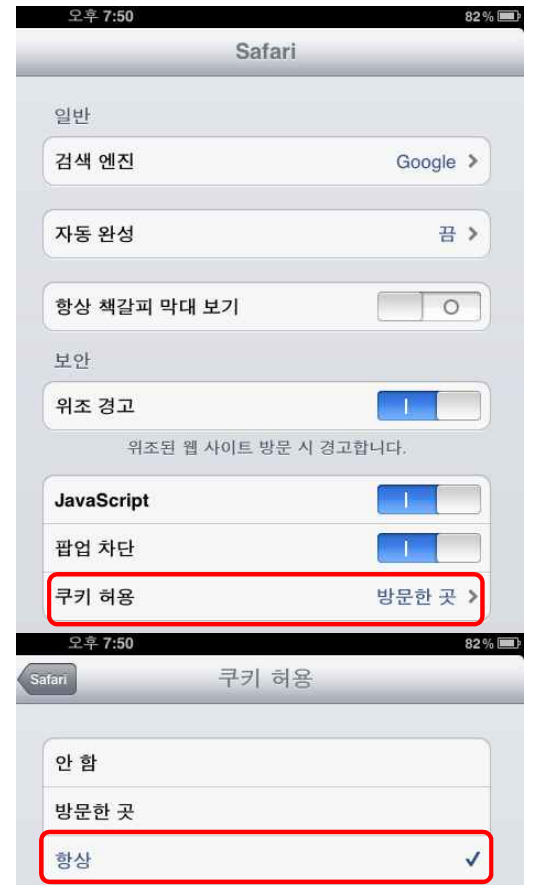 오후 7:50 82%
Safari
일반
검색 엔진 Google
자동 완성 끔
항상 책갈피 막대 보기
보안
위조 경고
위조된 웹 사이트 방문 시 경고합니다.
JavaScript
팝업 차단
쿠키 허용 방문한 곳
오후 7:50 82%
Safari 쿠키 허용
안 함
방문한 곳
항상